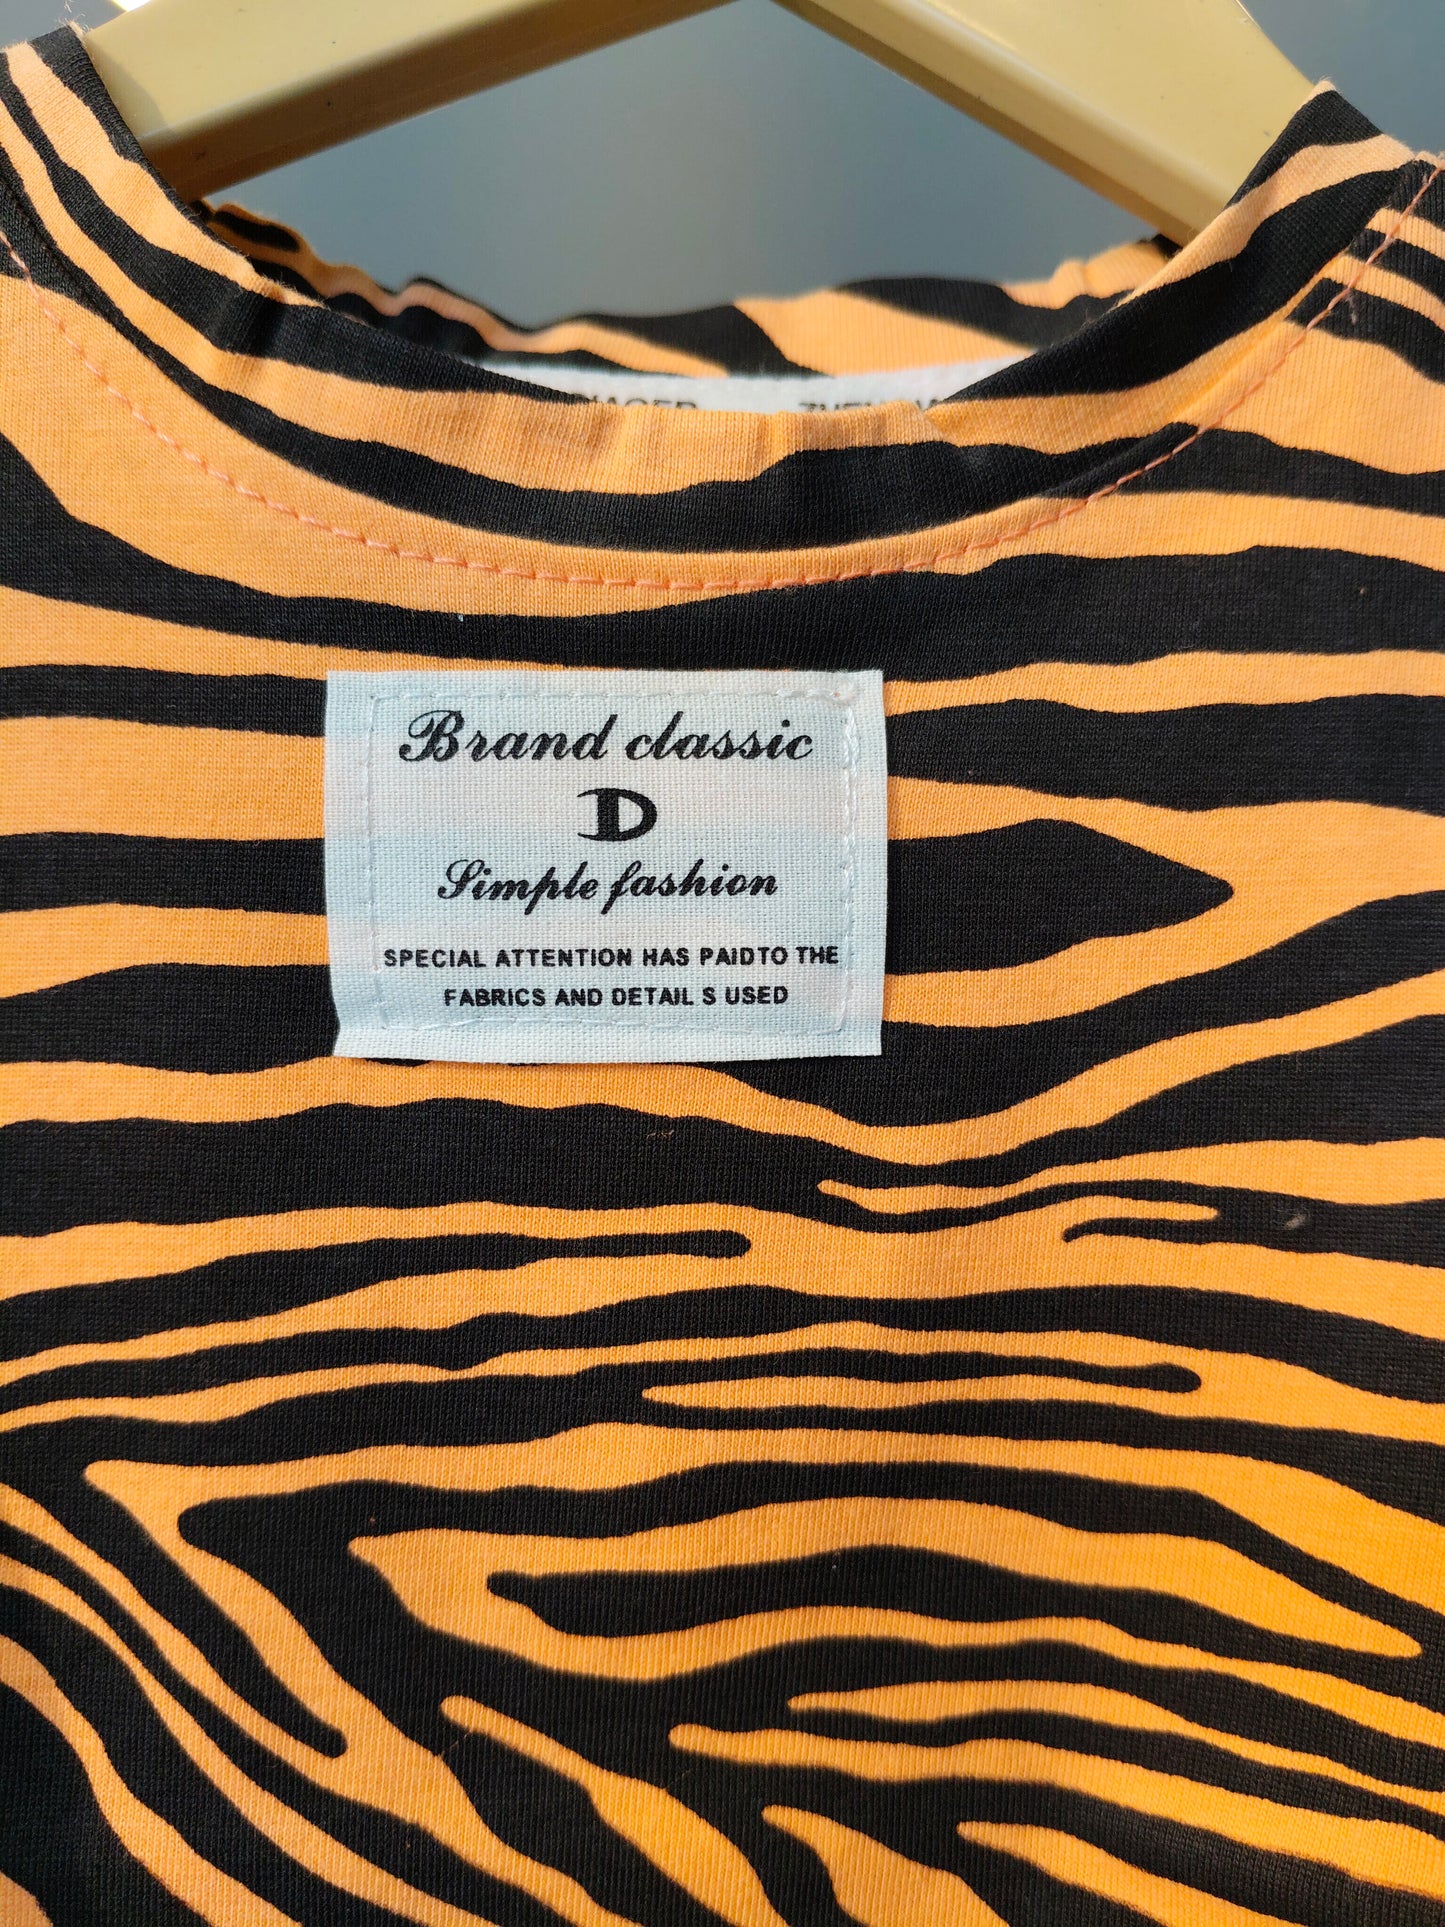 Brand classic
D
Simple fashion
SPECIAL ATTENTION HAS PAIDTO THE
FABRICS AND DETAIL S USED